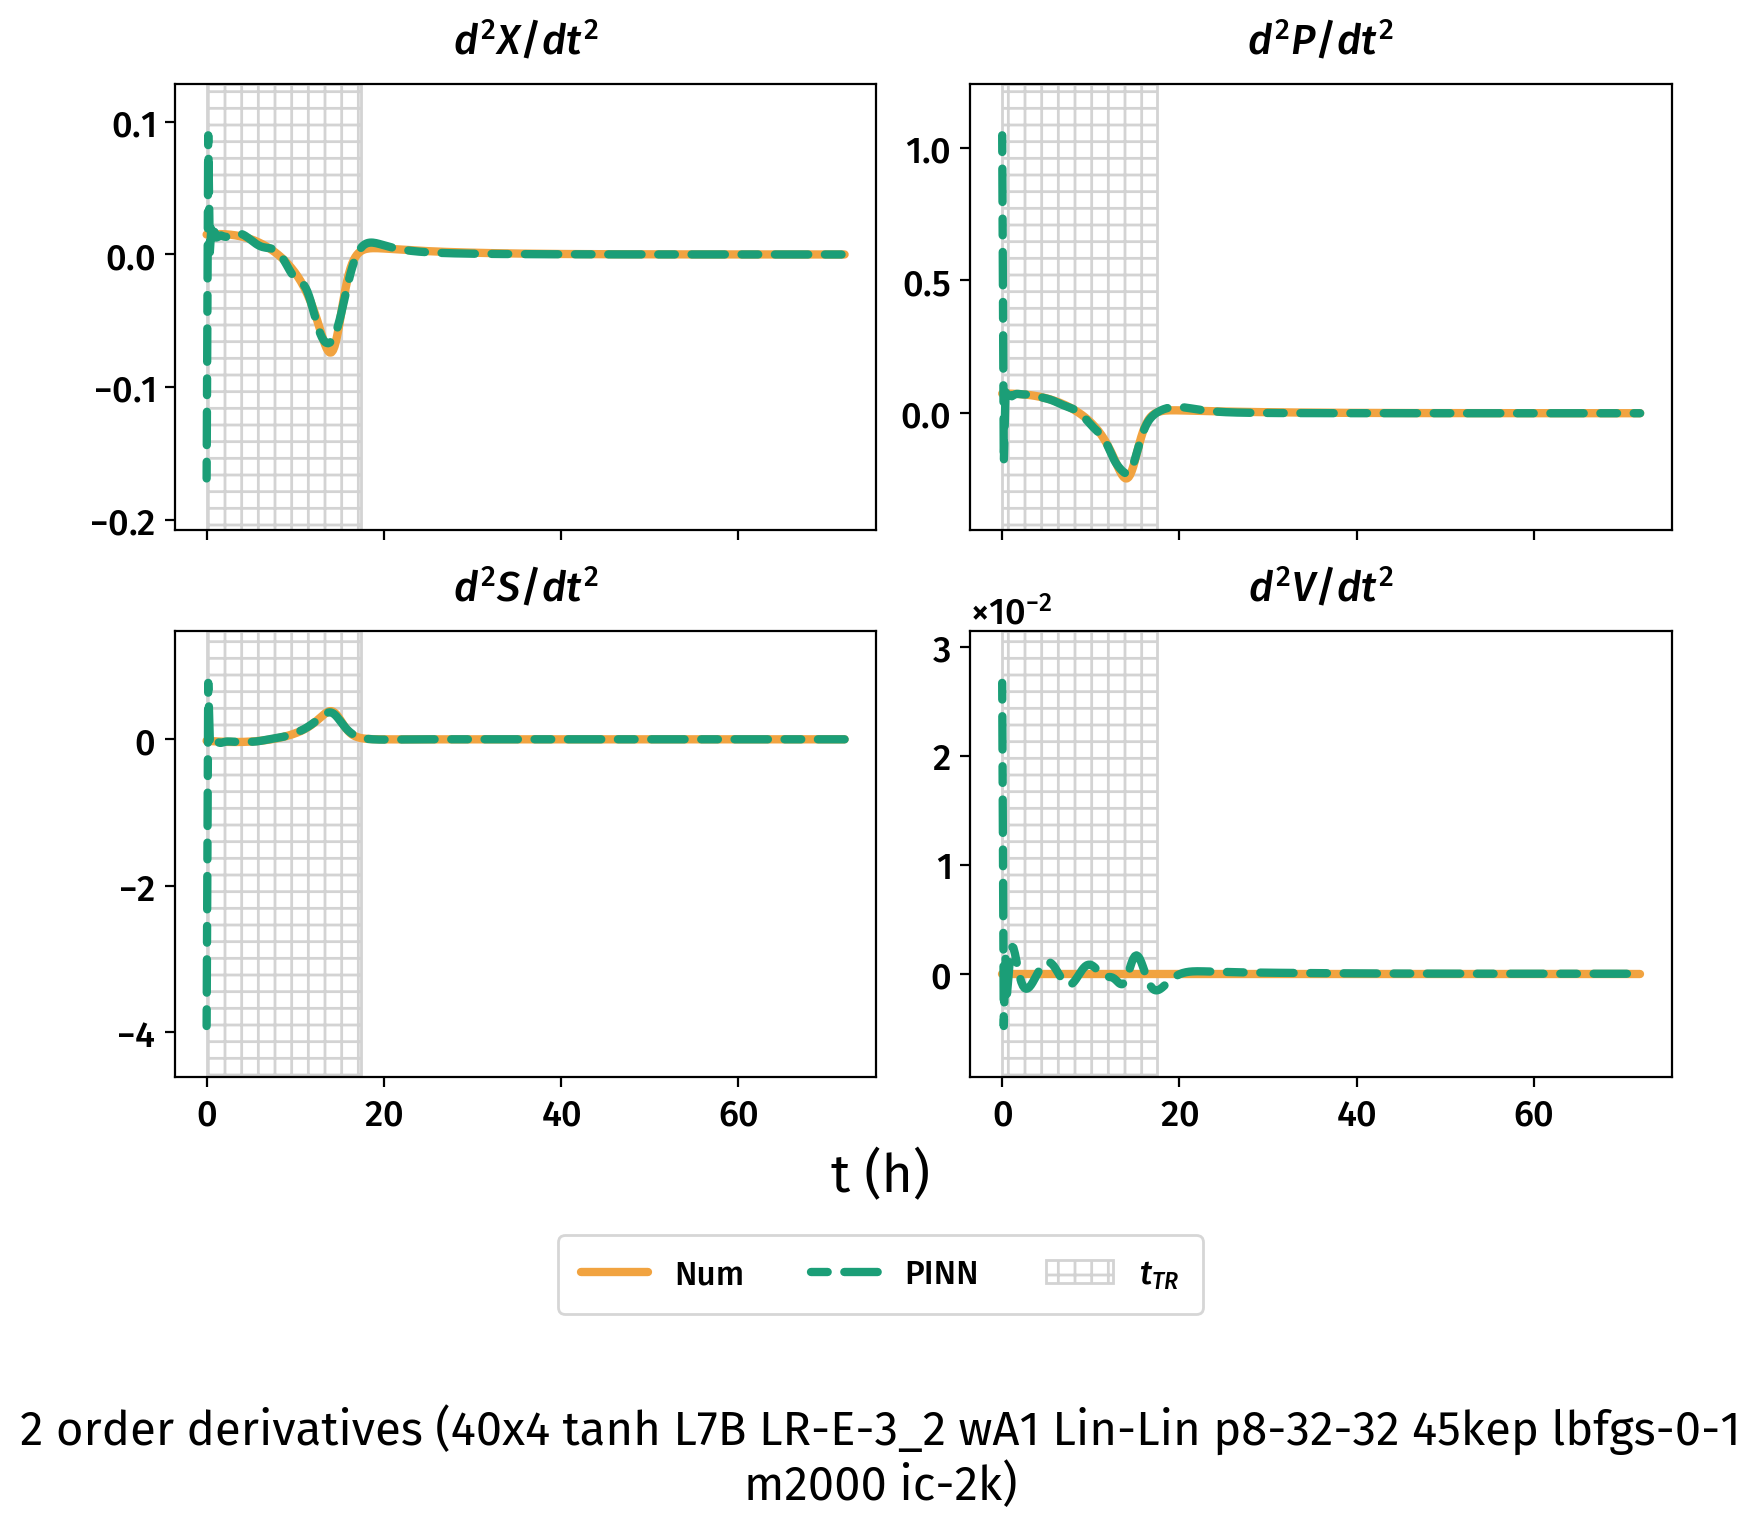 d²X/dt²
d²P/dt²
0.1
0.0
−0.1
−0.2
1.0
0.5
0.0
d²S/dt²
d²V/dt²
×10⁻²
0
−2
−4
3
2
1
0
0 20 40 60
0 20 40 60
t (h)
Num PINN t_TR
2 order derivatives (40x4 tanh L7B LR-E-3_2 wA1 Lin-Lin p8-32-32 45kep lbfgs-0-1
m2000 ic-2k)